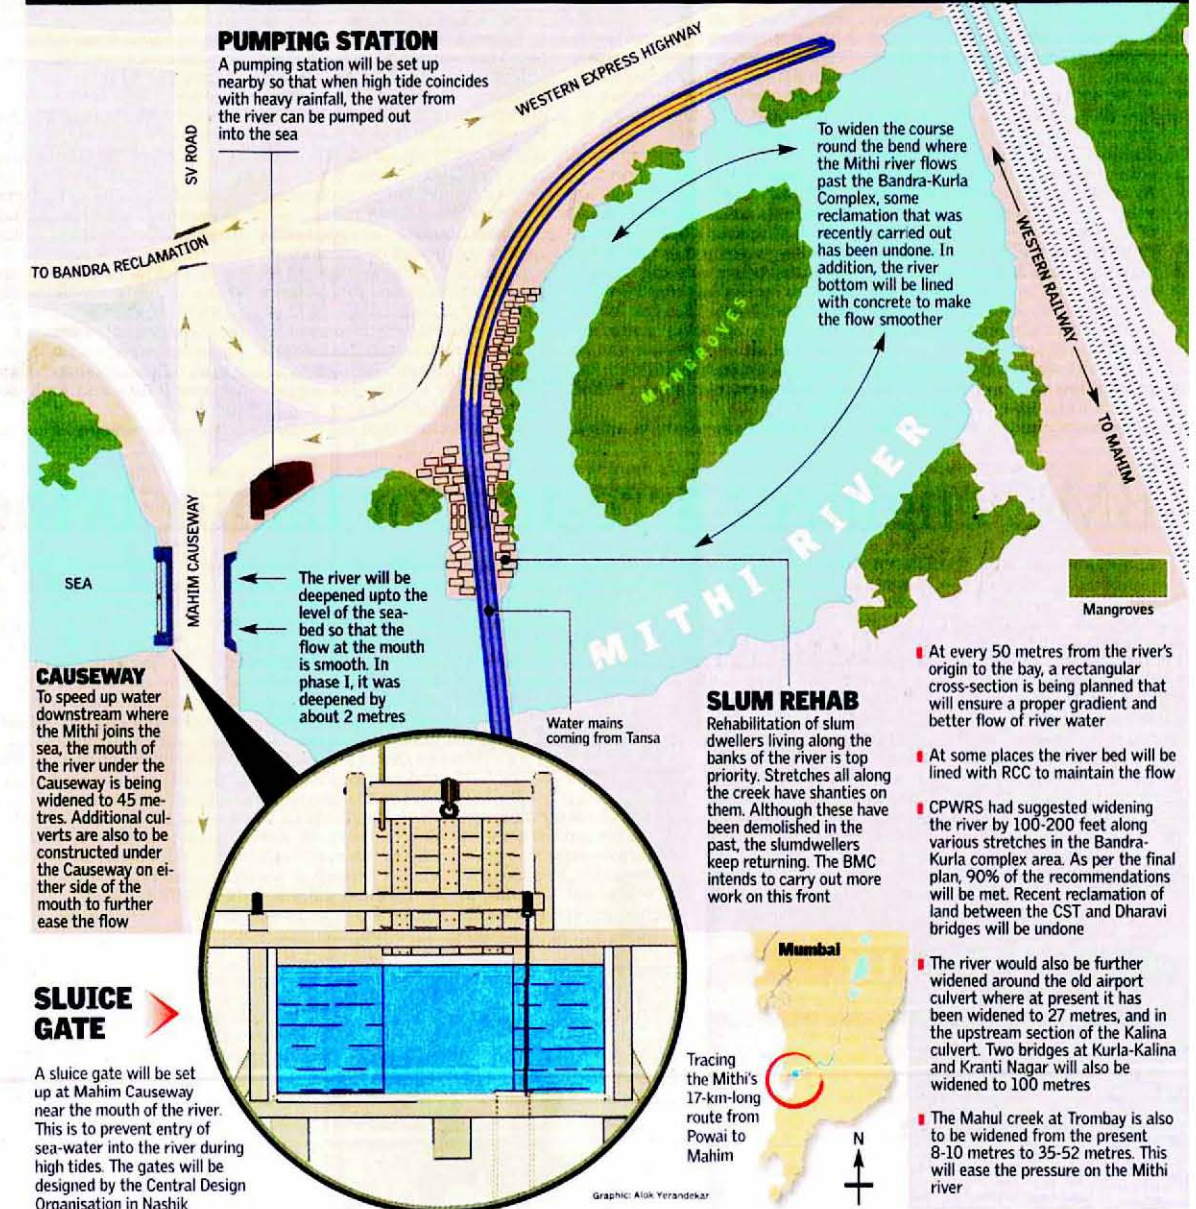 PUMPING STATION
A pumping station will be set up
nearby so that when high tide coincides
with heavy rainfall, the water from
the river can be pumped out
into the sea
WESTERN EXPRESS HIGHWAY
SV ROAD
TO BANDRA RECLAMATION
To widen the course
round the bend where
the Mithi river flows
past the Bandra-Kurla
Complex, some
reclamation that was
recently carried out
has been undone. In
addition, the river
bottom will be lined
with concrete to make
the flow smoother
WESTERN RAILWAY
TO MAHIM
MANGROVES
MITHI RIVER
MAHIM CAUSEWAY
SEA
The river will be
deepened upto the
level of the sea-
bed so that the
flow at the mouth
is smooth. In
phase I, it was
deepened by
about 2 metres
Water mains
coming from Tansa
Mangroves
CAUSEWAY
To speed up water
downstream where
the Mithi joins the
sea, the mouth of
the river under the
Causeway is being
widened to 45 me-
tres. Additional cul-
verts are also to be
constructed under
the Causeway on ei-
ther side of the
mouth to further
ease the flow
SLUM REHAB
Rehabilitation of slum
dwellers living along the
banks of the river is top
priority. Stretches all along
the creek have shanties on
them. Although these have
been demolished in the
past, the slumdwellers
keep returning. The BMC
intends to carry out more
work on this front
At every 50 metres from the river's
origin to the bay, a rectangular
cross-section is being planned that
will ensure a proper gradient and
better flow of river water
At some places the river bed will be
lined with RCC to maintain the flow
CPWRS had suggested widening
the river by 100-200 feet along
various stretches in the Bandra-
Kurla complex area. As per the final
plan, 90% of the recommendations
will be met. Recent reclamation of
land between the CST and Dharavi
bridges will be undone
The river would also be further
widened around the old airport
culvert where at present it has
been widened to 27 metres, and in
the upstream section of the Kalina
culvert. Two bridges at Kurla-Kalina
and Kranti Nagar will also be
widened to 100 metres
The Mahul creek at Trombay is also
to be widened from the present
8-10 metres to 35-52 metres. This
will ease the pressure on the Mithi
river
SLUICE
GATE
A sluice gate will be set
up at Mahim Causeway
near the mouth of the river.
This is to prevent entry of
sea-water into the river during
high tides. The gates will be
designed by the Central Design
Organisation in Nashik
Mumbai
Tracing
the Mithi's
17-km-long
route from
Powai to
Mahim
N
Graphic: Alok Yerandekar